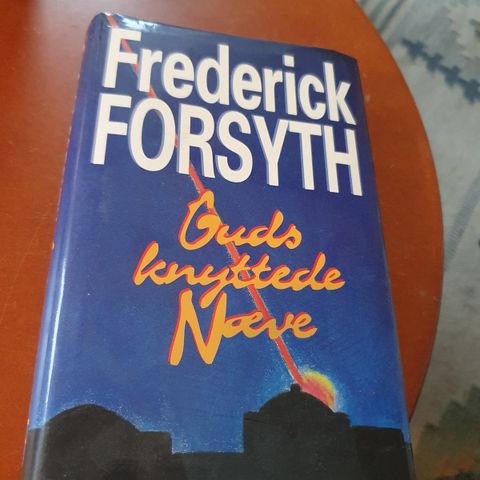 Frederick
FORSYTH
Guds
knyttede
Næve